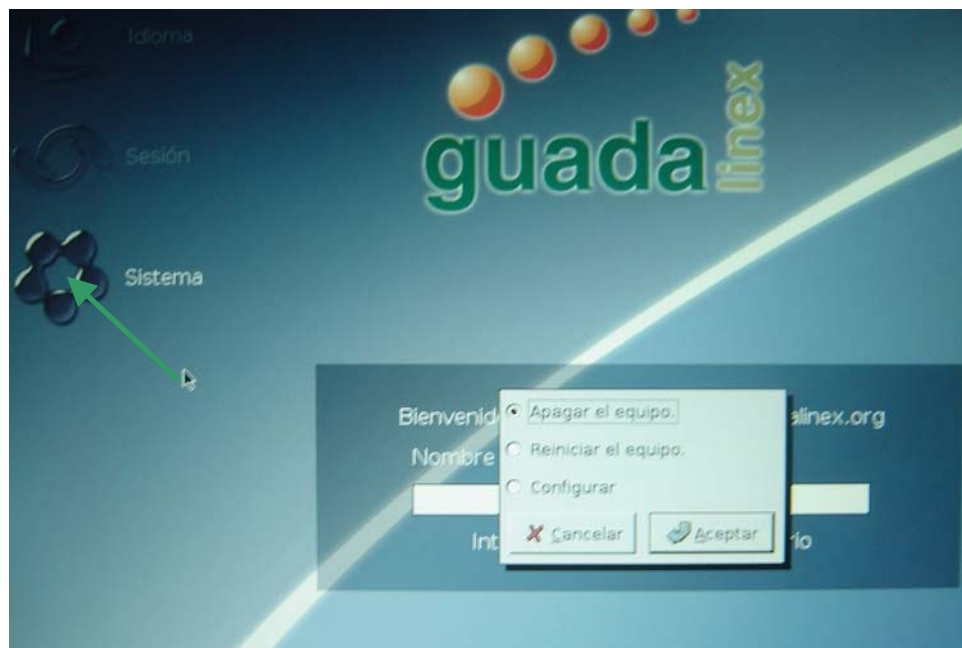 Idioma
guada
linex
Sesión
Sistema
Bienvenid
alinex.org
Nombre
Apagar el equipo.
Reiniciar el equipo.
Configurar
Cancelar
Aceptar
Int
rio